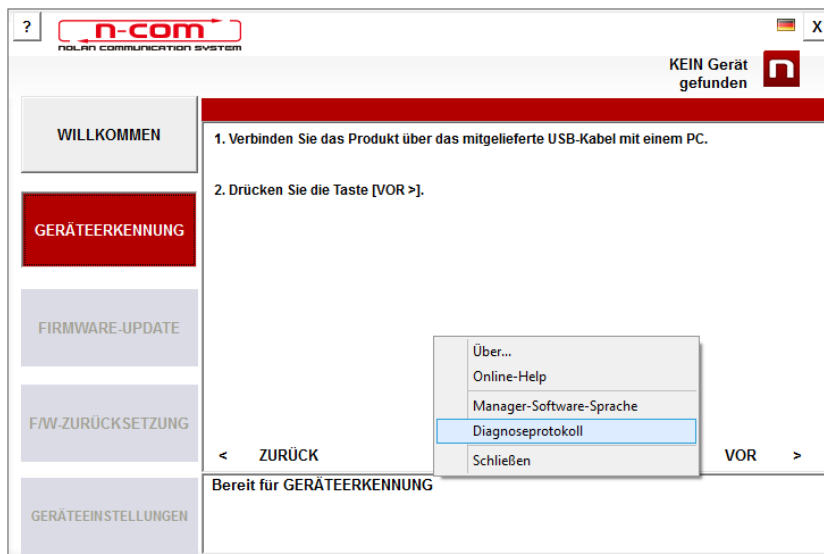 ?
n-com
NOLAN COMMUNICATION SYSTEM
X
KEIN Gerät
gefunden
n
WILLKOMMEN
GERÄTEERKENNUNG
FIRMWARE-UPDATE
F/W-ZURÜCKSETZUNG
GERÄTEEINSTELLUNGEN
1. Verbinden Sie das Produkt über das mitgelieferte USB-Kabel mit einem PC.
2. Drücken Sie die Taste [VOR >].
Über...
Online-Help
Manager-Software-Sprache
Diagnoseprotokoll
Schließen
< ZURÜCK
VOR >
Bereit für GERÄTEERKENNUNG